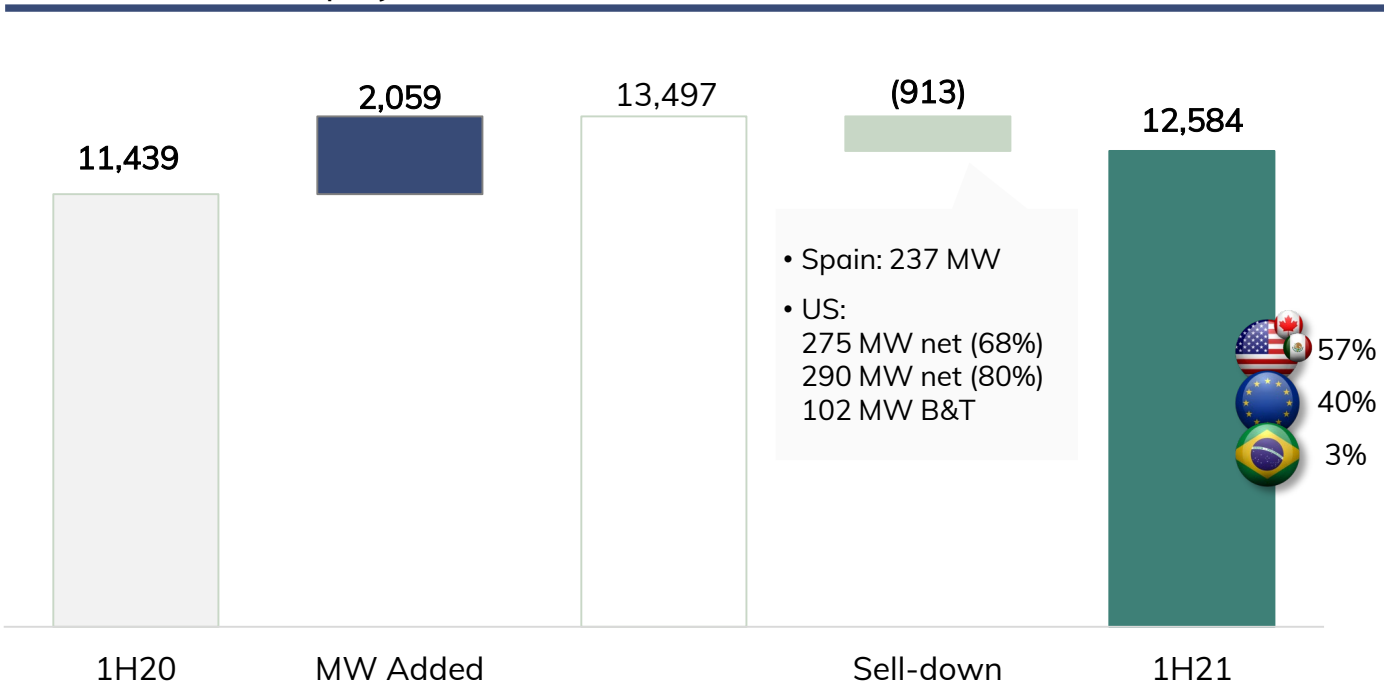 11,439
2,059
13,497
(913)
12,584
• Spain: 237 MW
• US:
275 MW net (68%)
290 MW net (80%)
102 MW B&T
57%
40%
3%
1H20
MW Added
Sell-down
1H21